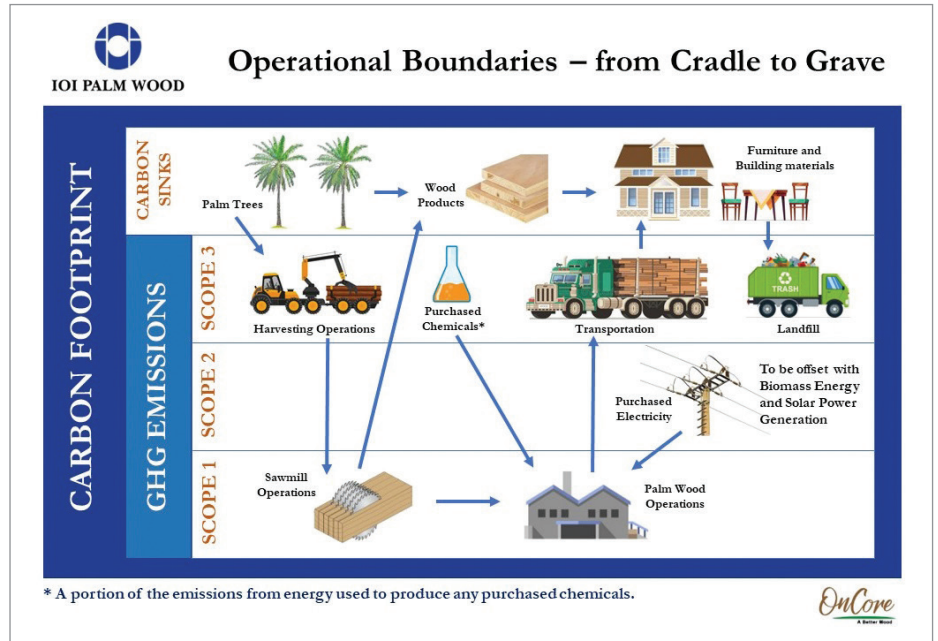 IOI PALM WOOD
Operational Boundaries – from Cradle to Grave
CARBON FOOTPRINT
GHG EMISSIONS
CARBON
SINKS
Palm Trees
Wood
Products
Furniture and
Building materials
SCOPE 3
Harvesting Operations
Purchased
Chemicals*
Transportation
TRASH
Landfill
SCOPE 2
Purchased
Electricity
To be offset with
Biomass Energy
and Solar Power
Generation
SCOPE 1
Sawmill
Operations
Palm Wood
Operations
* A portion of the emissions from energy used to produce any purchased chemicals.
OnCore
A Better Wood